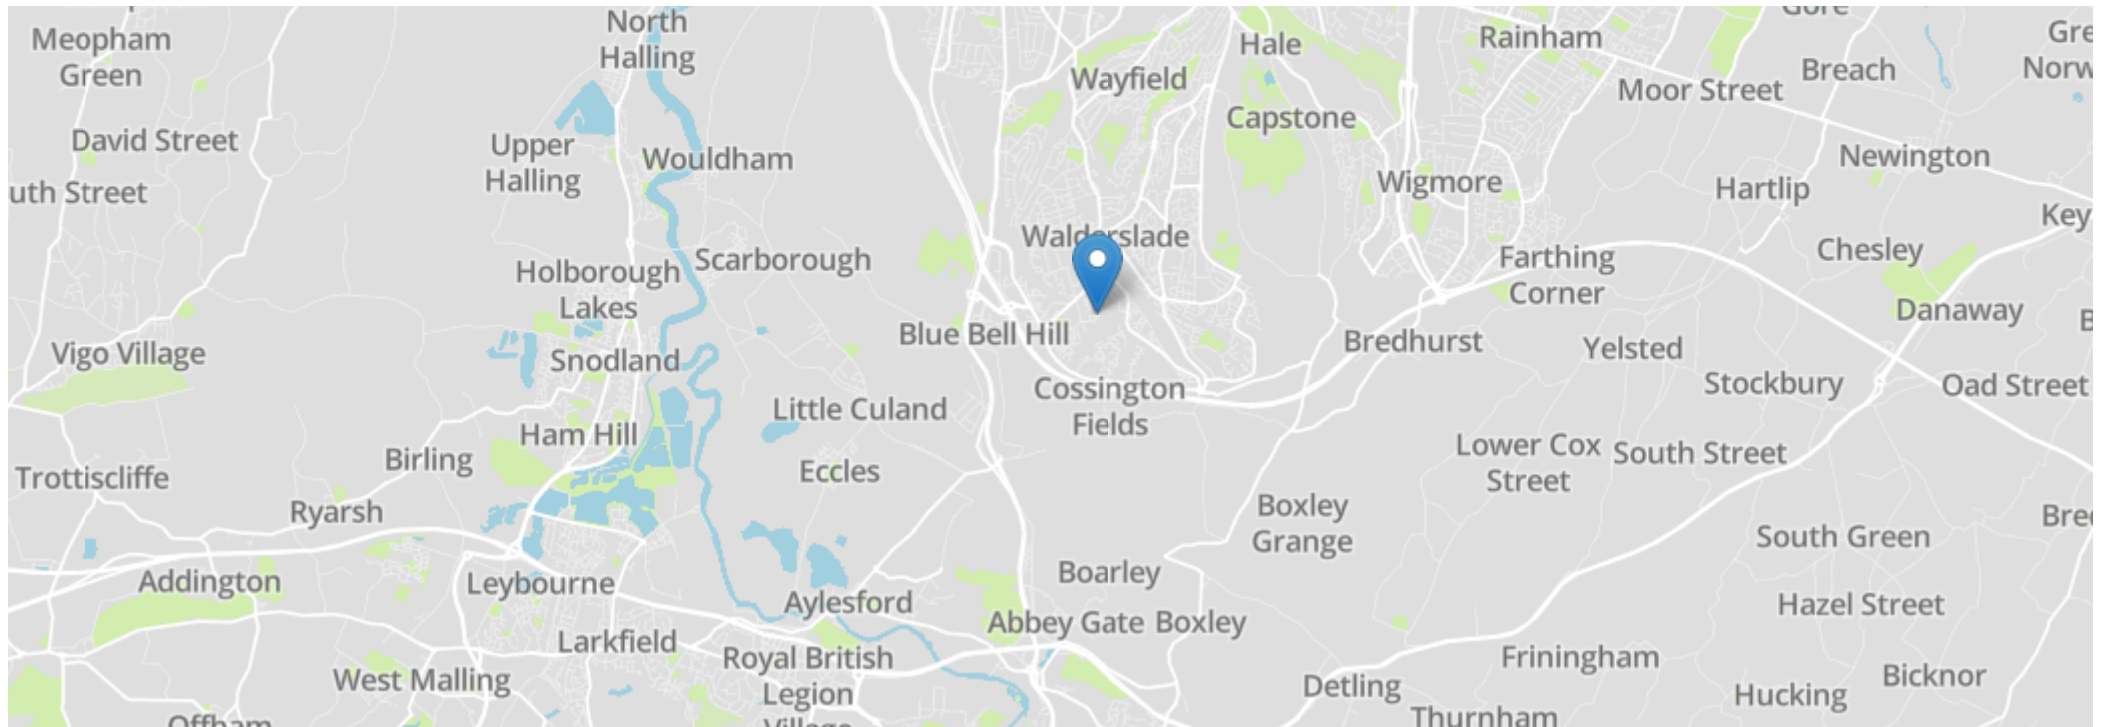 North
Halling
Meopham
Green
Hale
Rainham
Wayfield
Breach
Moor Street
Capstone
David Street
Upper
Halling
Wouldham
Newington
Wigmore
Hartlip
uth Street
Key
Walderslade
Chesley
Scarborough
Farthing
Corner
Holborough
Lakes
Danaway
Blue Bell Hill
Bredhurst
Yelsted
Vigo Village
Snodland
Stockbury
Oad Street
Cossington
Fields
Little Culand
Ham Hill
Lower Cox
Street
South Street
Birling
Eccles
Trottiscliffe
Ryarsh
Boxley
Grange
South Green
Boarley
Addington
Leybourne
Aylesford
Hazel Street
Abbey Gate
Boxley
Larkfield
Royal British
Legion
Village
Friningham
West Malling
Detling
Bicknor
Hucking
Offham
Thurnham